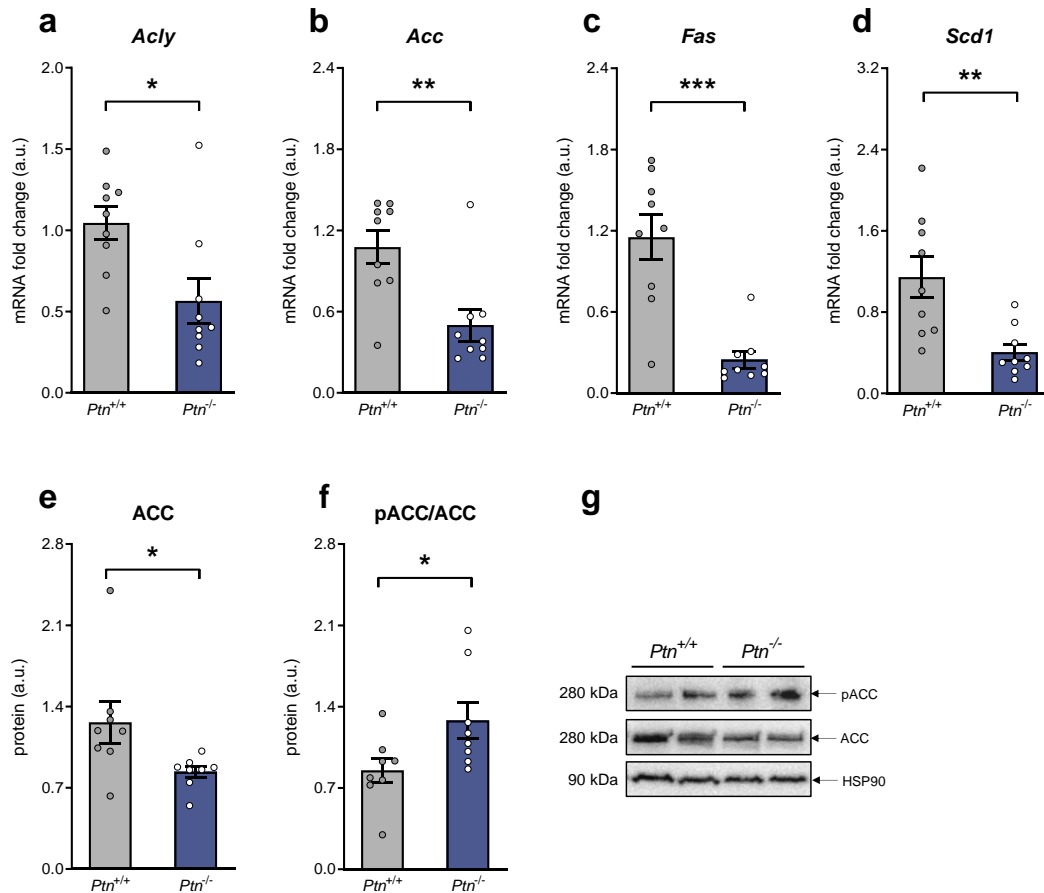 a
Acly
mRNA fold change (a.u.)
2.0
1.5
1.0
0.5
0.0
*
Ptn+/+
Ptn-/-
b
Acc
mRNA fold change (a.u.)
2.4
1.8
1.2
0.6
0.0
**
Ptn+/+
Ptn-/-
c
Fas
mRNA fold change (a.u.)
2.4
1.8
1.2
0.6
0.0
***
Ptn+/+
Ptn-/-
d
Scd1
mRNA fold change (a.u.)
3.2
2.4
1.6
0.8
0.0
**
Ptn+/+
Ptn-/-
e
ACC
protein (a.u.)
2.8
2.1
1.4
0.7
0.0
*
Ptn+/+
Ptn-/-
f
pACC/ACC
protein (a.u.)
2.8
2.1
1.4
0.7
0.0
*
Ptn+/+
Ptn-/-
g
Ptn+/+ Ptn-/-
280 kDa pACC
280 kDa ACC
90 kDa HSP90